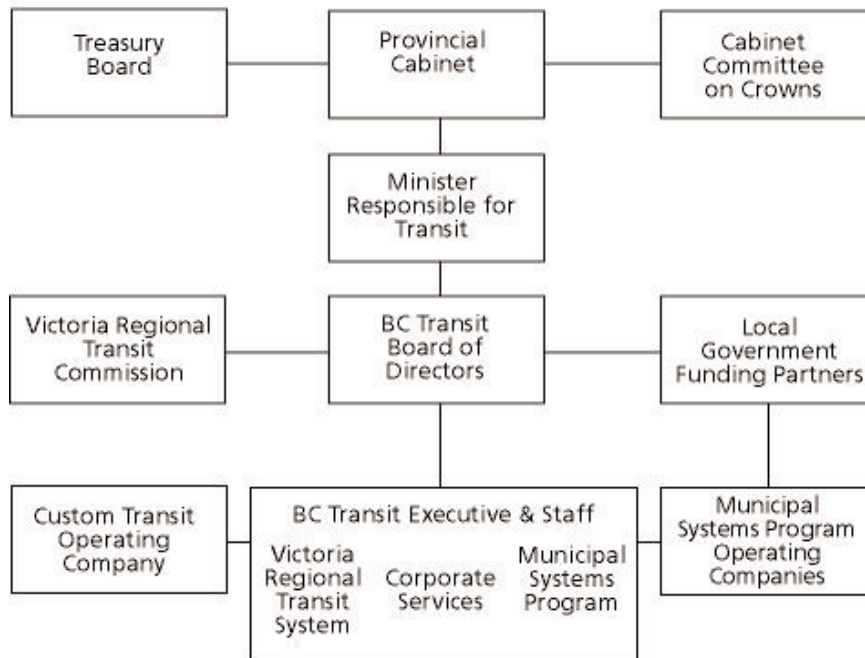 Treasury
Board
Provincial
Cabinet
Cabinet
Committee
on Crowns
Minister
Responsible for
Transit
Victoria Regional
Transit
Commission
BC Transit
Board of
Directors
Local
Government
Funding Partners
Custom Transit
Operating
Company
BC Transit Executive & Staff
Victoria
Regional
Transit
System
Corporate
Services
Municipal
Systems
Program
Municipal
Systems Program
Operating
Companies